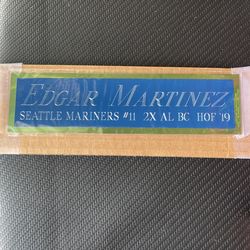 EDGAR MARTINEZ
SEATTLE MARINERS #11 2X AL BC HOF '19